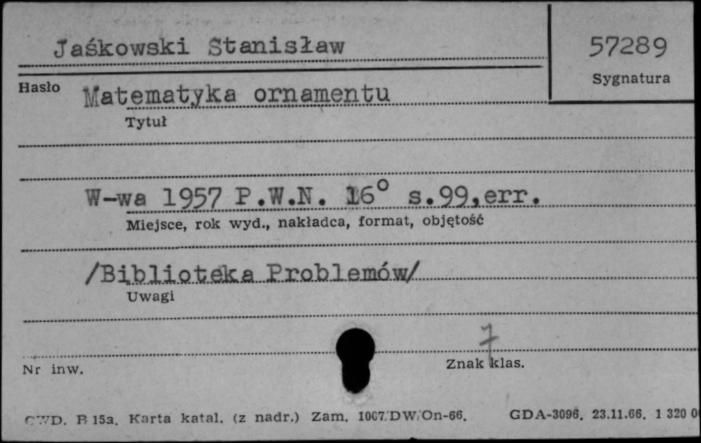 Jaśkowski Stanisław
57289
Sygnatura
Hasło
Matematyka ornamentu
Tytuł
W-wa 1957 P.W.N. 16° s.99,err.
Miejsce, rok wyd., nakładca, format, objętość
/Biblioteka Problemów/
Uwagi
7
Nr inw.
Znak klas.
CWD. B 15a. Karta katal. (z nadr.) Zam. 1067/DW/On-66. GDA-3096. 23.11.66. 1 320